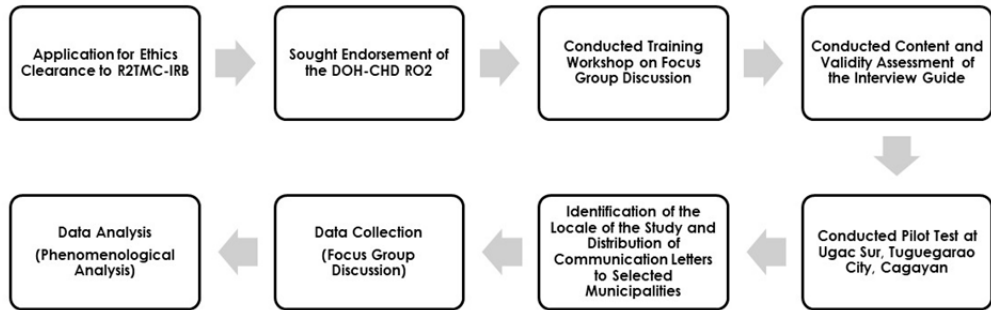 Application for Ethics
Clearance to R2TMC-IRB
Sought Endorsement of
the DOH-CHD RO2
Conducted Training
Workshop on Focus
Group Discussion
Conducted Content and
Validity Assessment of
the Interview Guide
Conducted Pilot Test at
Ugac Sur, Tuguegarao
City, Cagayan
Identification of the
Locale of the Study and
Distribution of
Communication Letters
to Selected
Municipalities
Data Collection
(Focus Group
Discussion)
Data Analysis
(Phenomenological
Analysis)